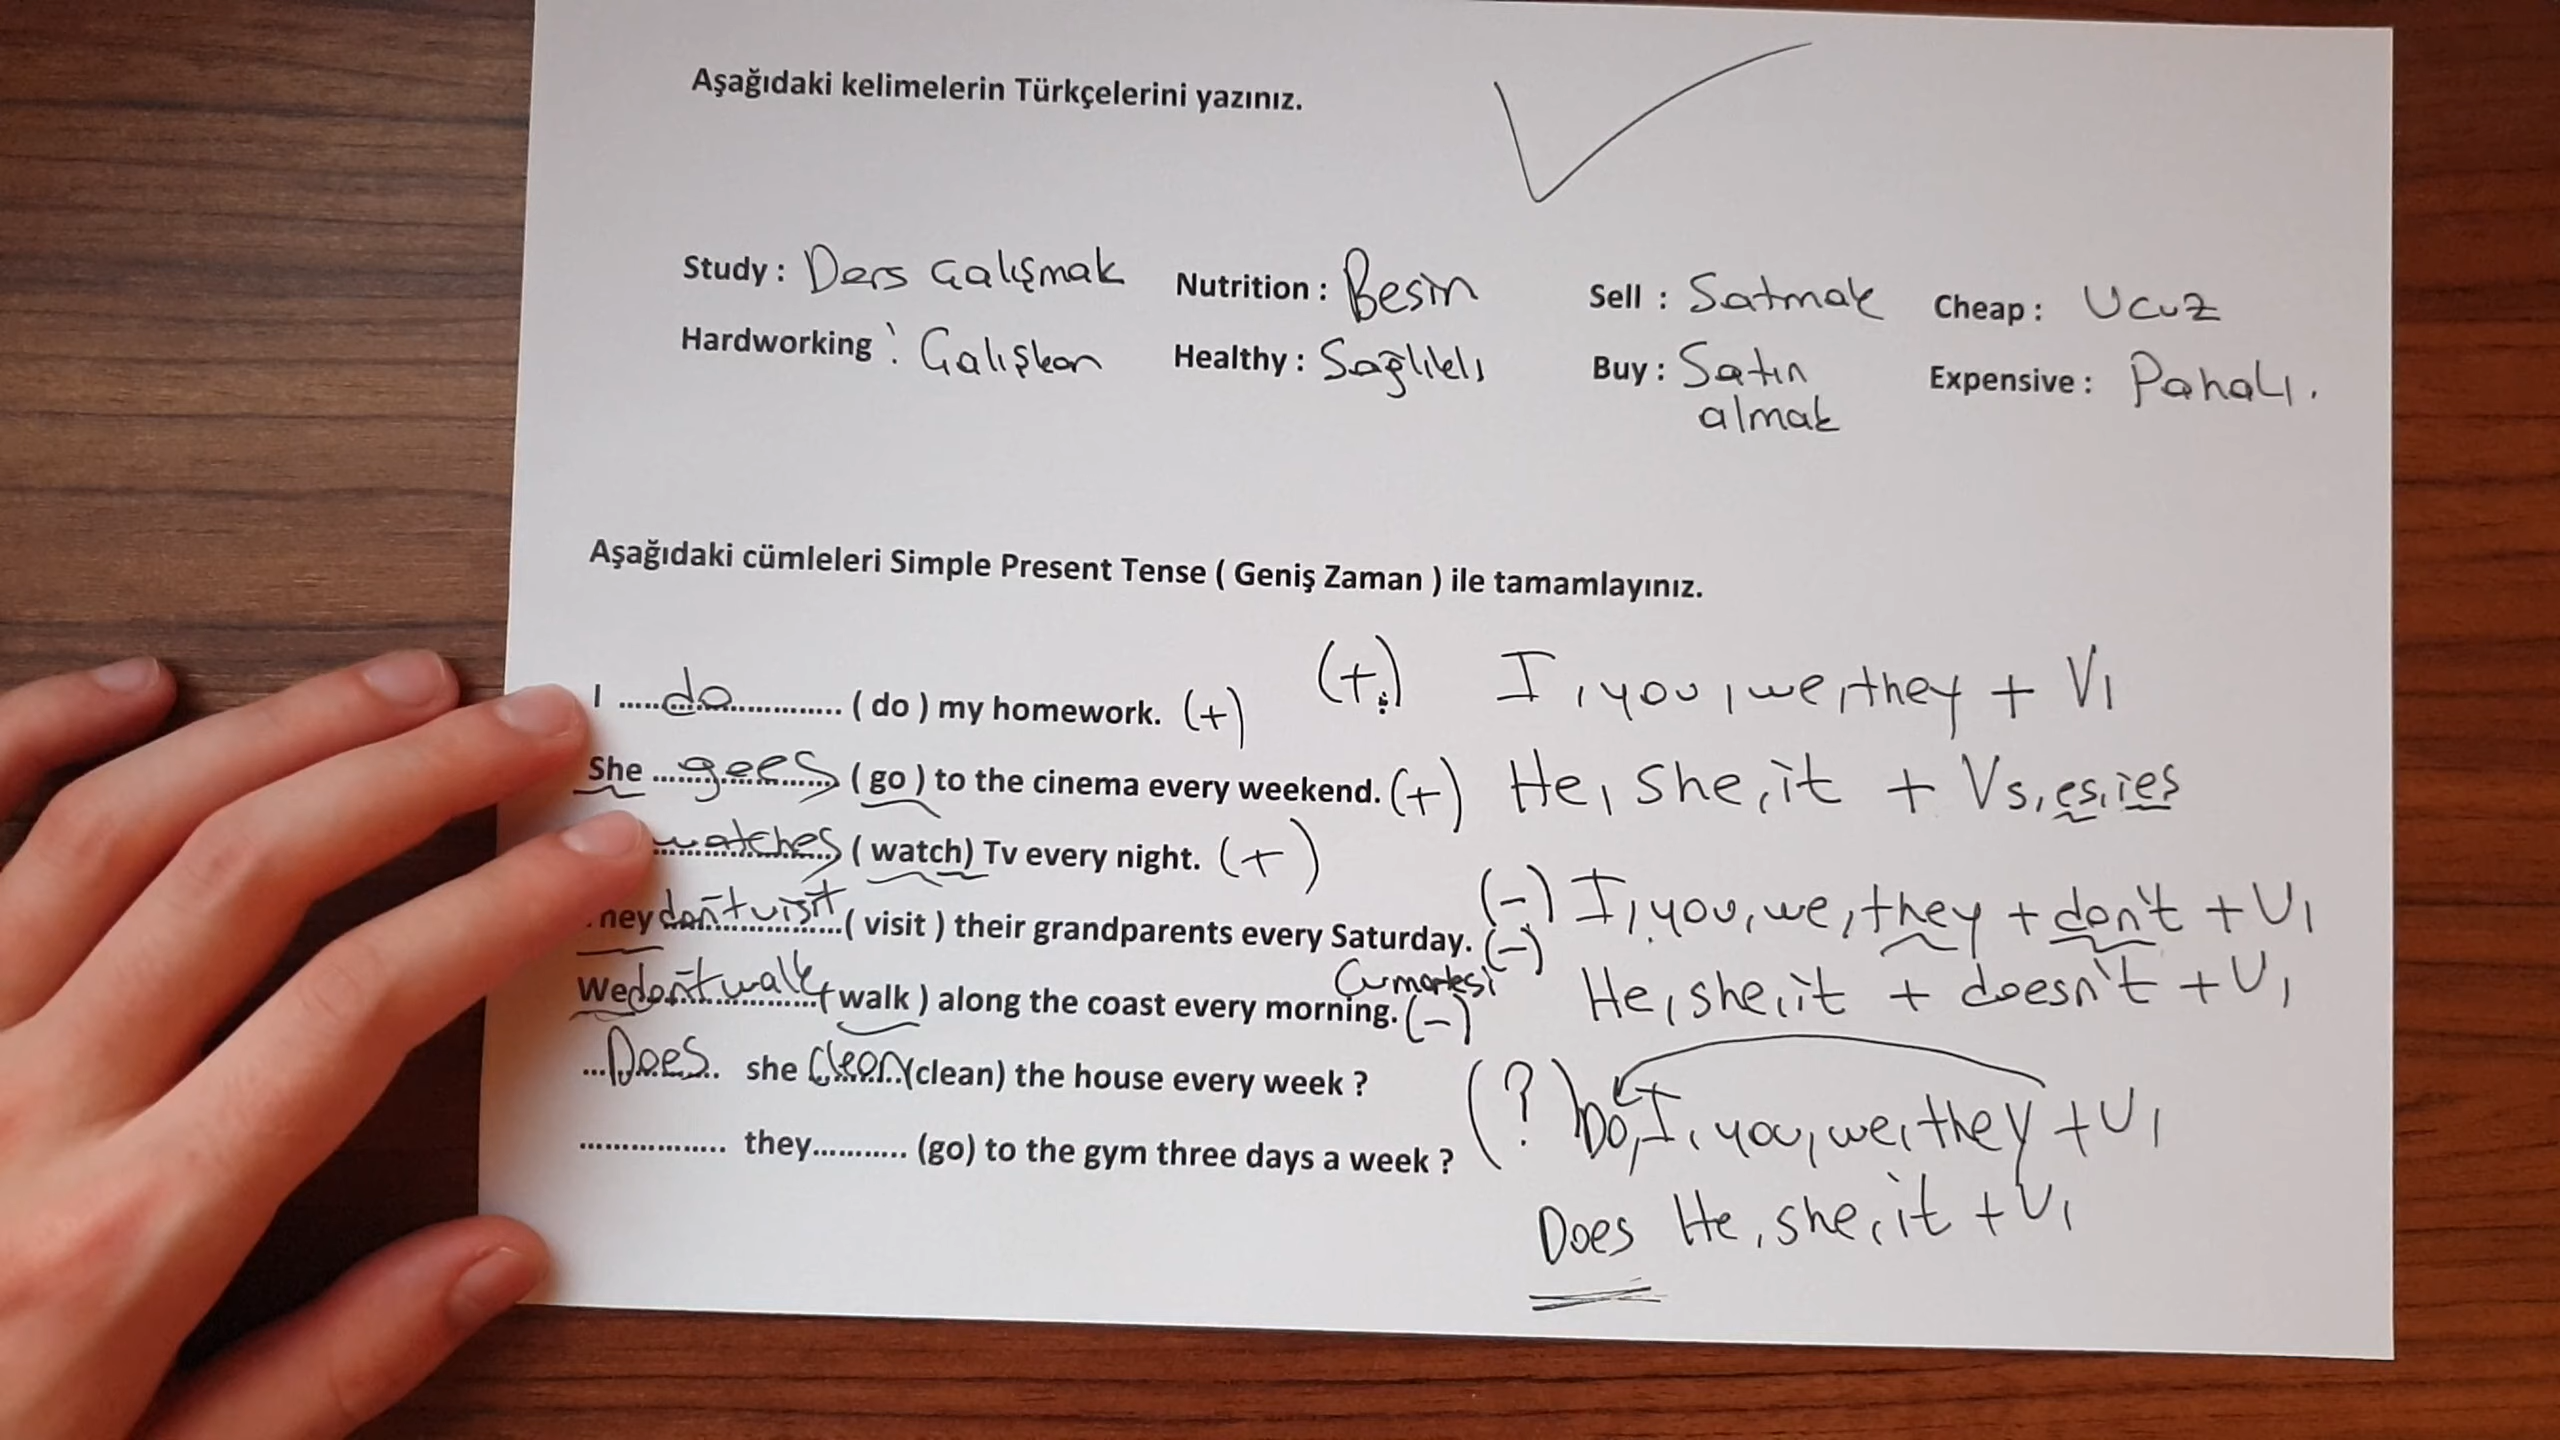 Aşağıdaki kelimelerin Türkçelerini yazınız.
Study : Ders Çalışmak Nutrition : Besin Sell : Satmak Cheap : Ucuz
Hardworking : Çalışkan Healthy : Sağlıklı Buy : Satın almak Expensive : Pahalı.
Aşağıdaki cümleleri Simple Present Tense ( Geniş Zaman ) ile tamamlayınız.
I .....do.............. ( do ) my homework. (+) (+) I, you, we, they + V1
She ....goes.... ( go ) to the cinema every weekend. (+) He, she, it + Vs, es, ies
watches ( watch) Tv every night. (+)
hey don't visit ( visit ) their grandparents every Saturday. (-) (-) I, you, we, they + don't + V1
Cumartesi
We don't walk ( walk ) along the coast every morning. (-) He, she, it + doesn't + V1
...Does.. she clean (clean) the house every week ? (?) Do, I, you, we, they + V1
................ they........... (go) to the gym three days a week ?
Does He, she, it + V1